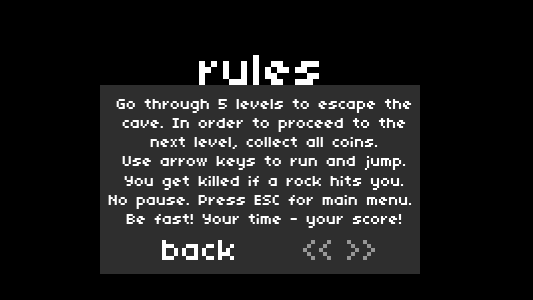 rules
Go through 5 levels to escape the
cave. In order to proceed to the
next level, collect all coins.
Use arrow keys to run and jump.
You get killed if a rock hits you.
No pause. Press ESC for main menu.
Be fast! Your time - your score!
back << >>